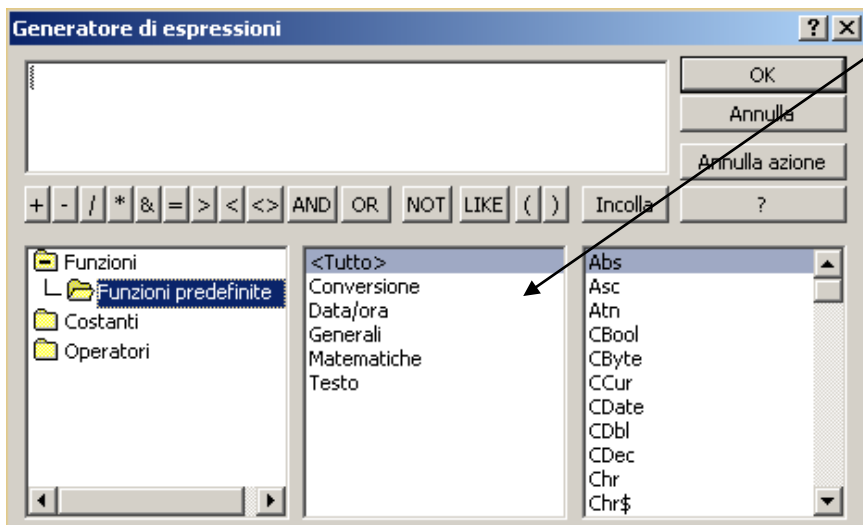 Generatore di espressioni
OK
Annulla
Annulla azione
+ - / * & = > < <> AND OR NOT LIKE ( ) Incolla ?
Funzioni
Funzioni predefinite
Costanti
Operatori
<Tutto>
Conversione
Data/ora
Generali
Matematiche
Testo
Abs
Asc
Atn
CBool
CByte
CCur
CDate
CDbl
CDec
Chr
Chr$